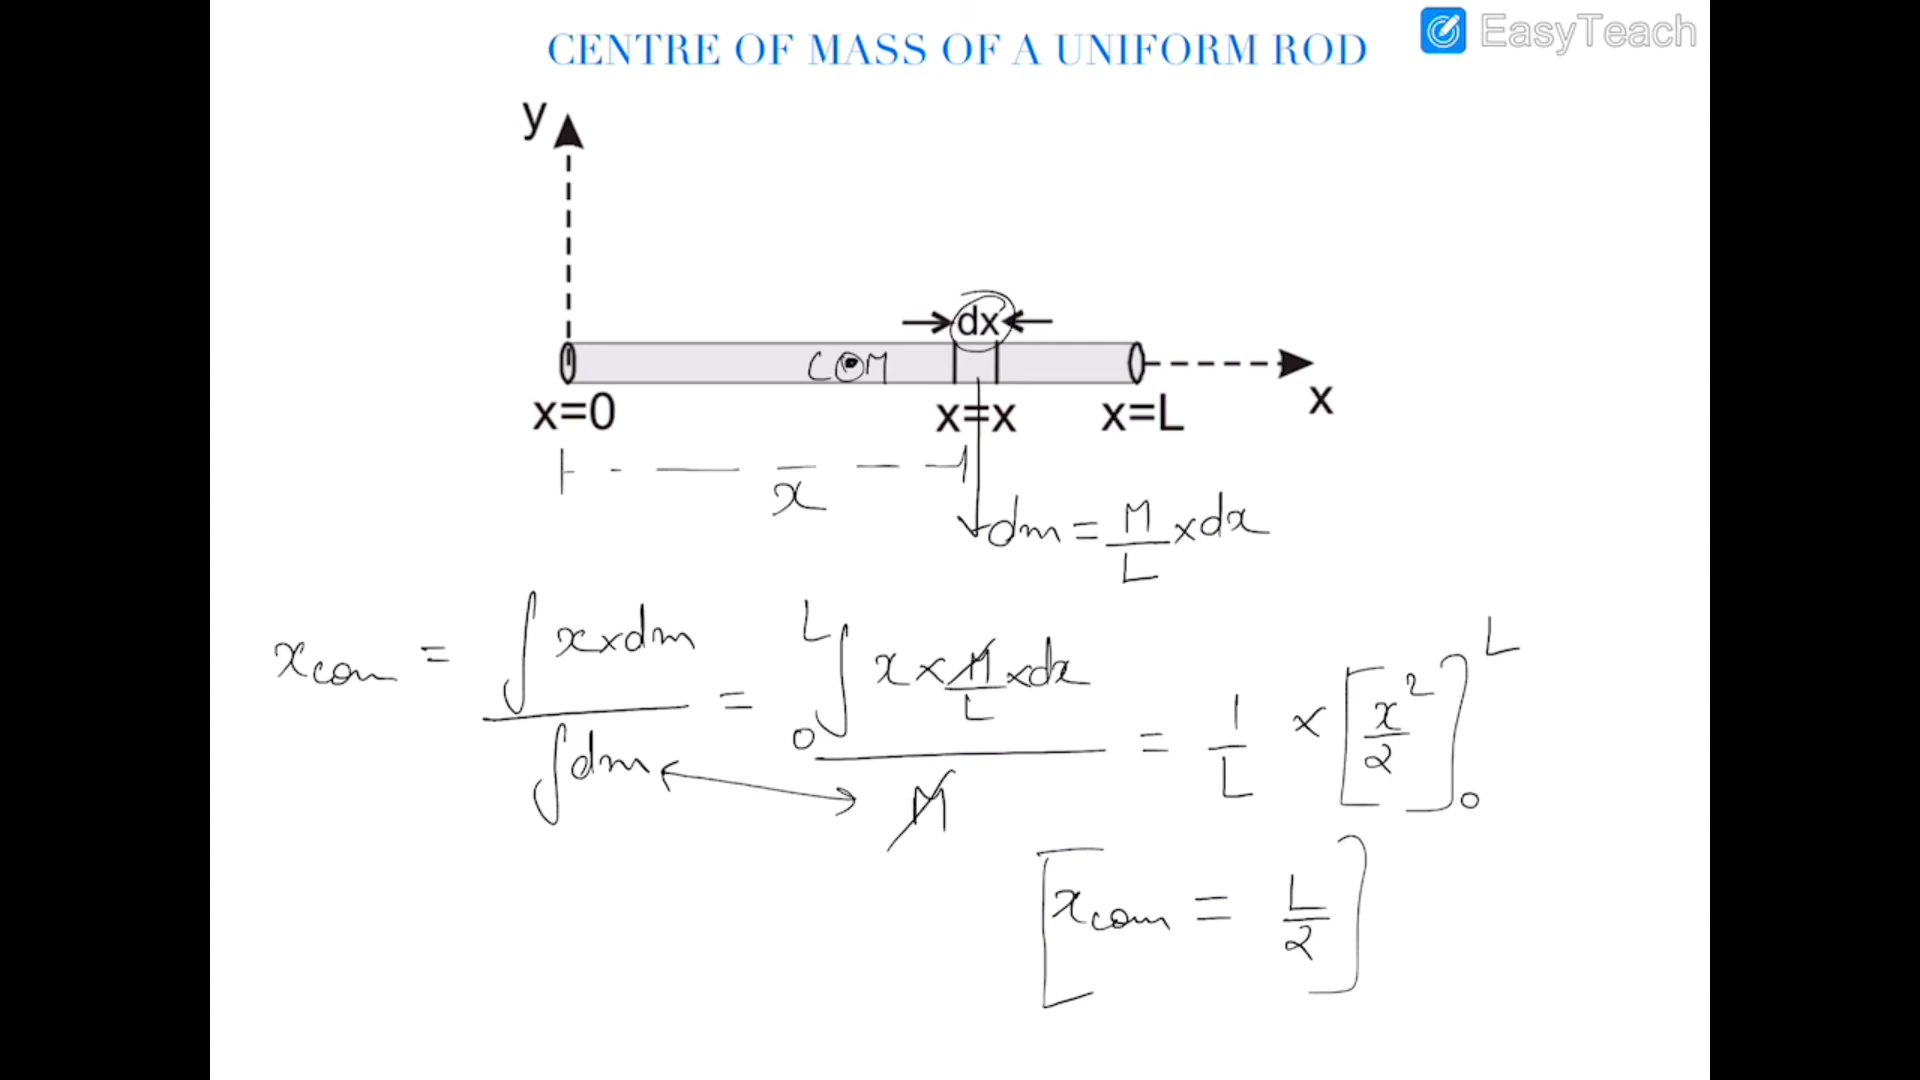 CENTRE OF MASS OF A UNIFORM ROD
EasyTeach
y
dx
COM
x=0
x=x
x=L
x
x
dm = M/L × dx
x_com = ∫ x × dm / ∫ dm = ₀∫ᴸ x × M/L × dx / M = 1/L × [x²/2]₀ᴸ
[x_com = L/2]